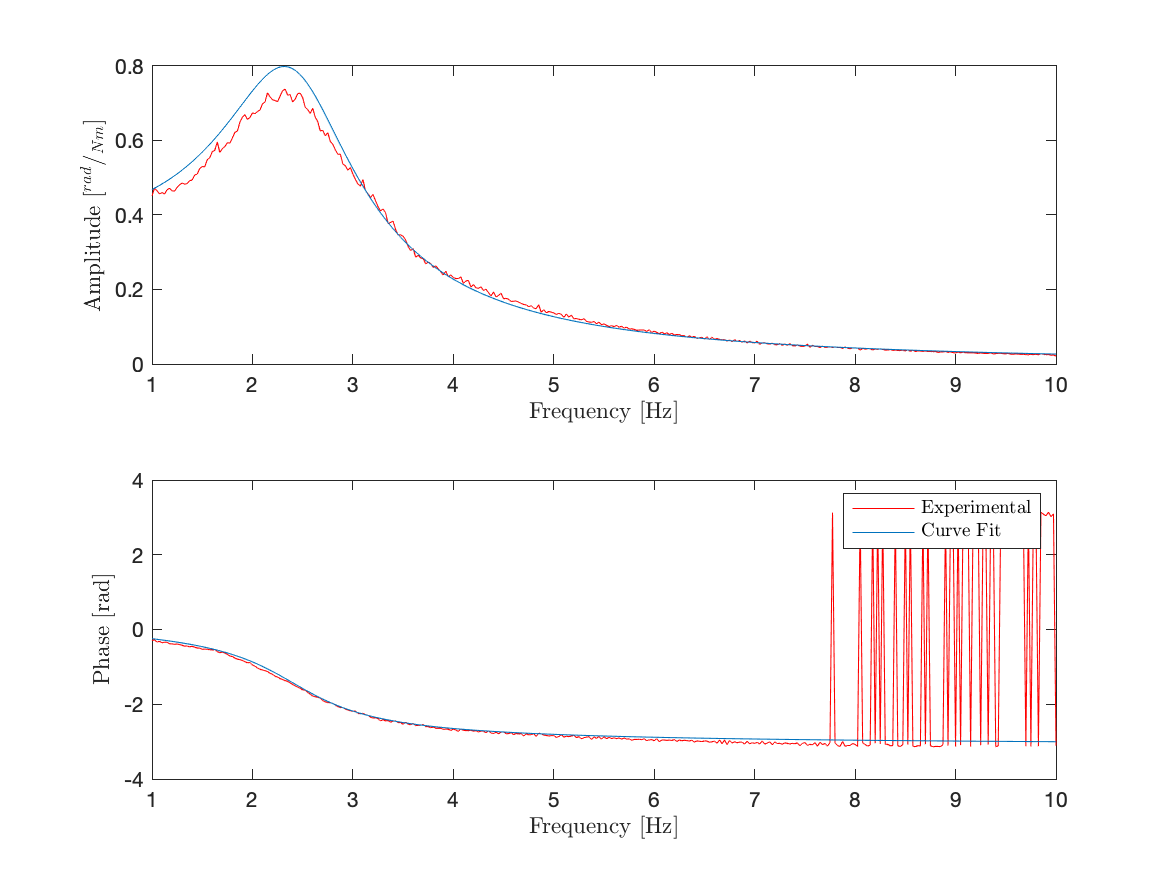 0.8
0.6
0.4
0.2
0
Amplitude [rad/Nm]
1 2 3 4 5 6 7 8 9 10
Frequency [Hz]
4
2
0
-2
-4
Phase [rad]
Experimental
Curve Fit
1 2 3 4 5 6 7 8 9 10
Frequency [Hz]